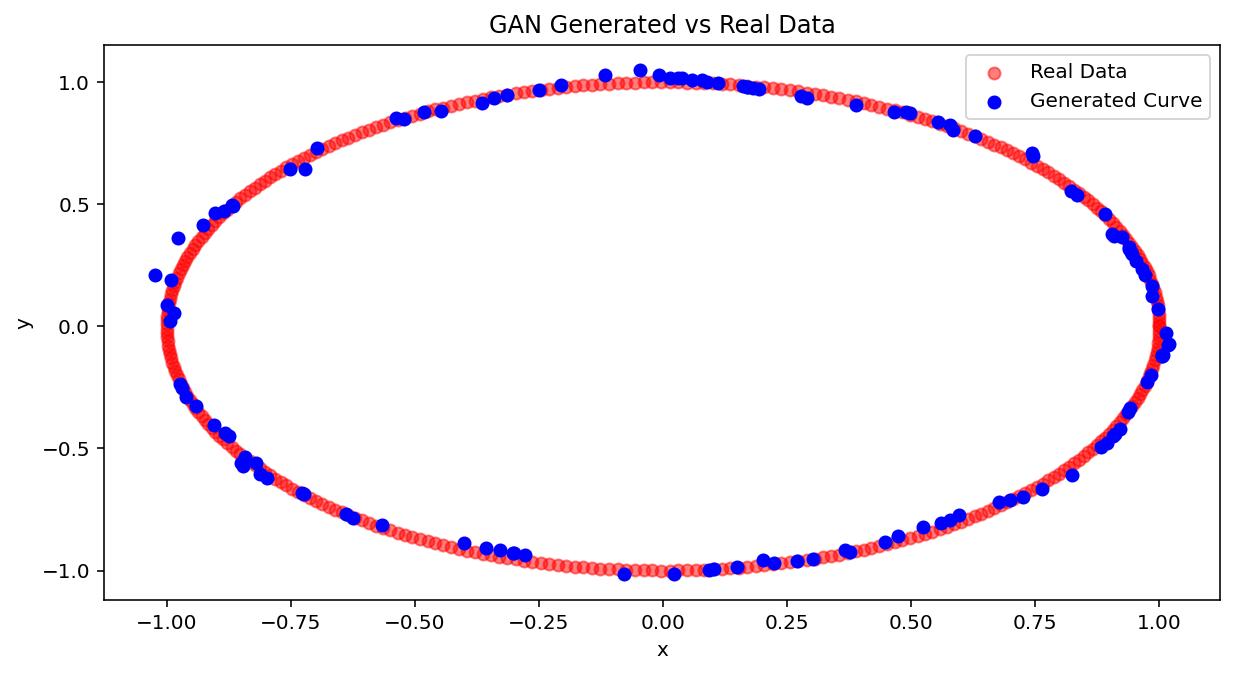 GAN Generated vs Real Data
Real Data
Generated Curve
1.0
0.5
0.0
−0.5
−1.0
y
−1.00 −0.75 −0.50 −0.25 0.00 0.25 0.50 0.75 1.00
x